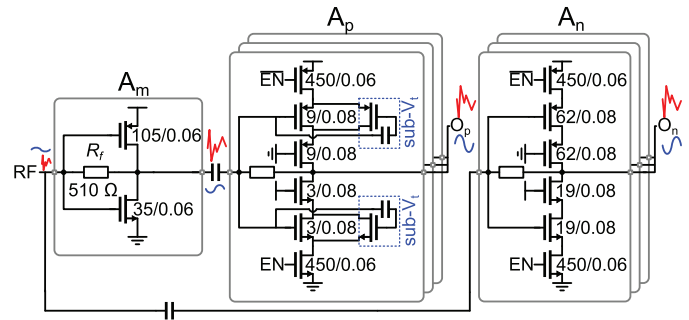 A_m
105/0.06
R_f
510 Ω
35/0.06
RF
A_p
EN 450/0.06
9/0.08
9/0.08
3/0.08
3/0.08
EN 450/0.06
sub-V_t
sub-V_t
O_p
A_n
EN 450/0.06
62/0.08
62/0.08
19/0.08
19/0.08
EN 450/0.06
O_n